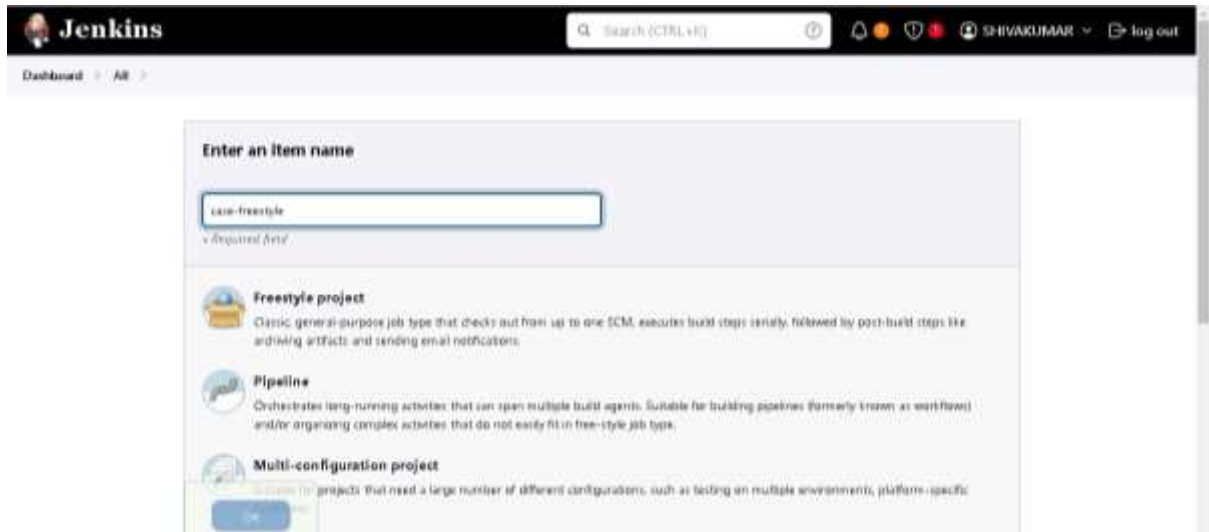 Jenkins
Search (CTRL+K)
SHIVAKUMAR
log out
Dashboard
All
Enter an item name
case-freestyle
» Required field
Freestyle project
Classic, general-purpose job type that checks out from up to one SCM, executes build steps serially, followed by post-build steps like
archiving artifacts and sending email notifications.
Pipeline
Orchestrates long-running activities that can span multiple build agents. Suitable for building pipelines (formerly known as workflows)
and/or organizing complex activities that do not easily fit in free-style job type.
Multi-configuration project
projects that need a large number of different configurations, such as testing on multiple environments, platform-specific
OK